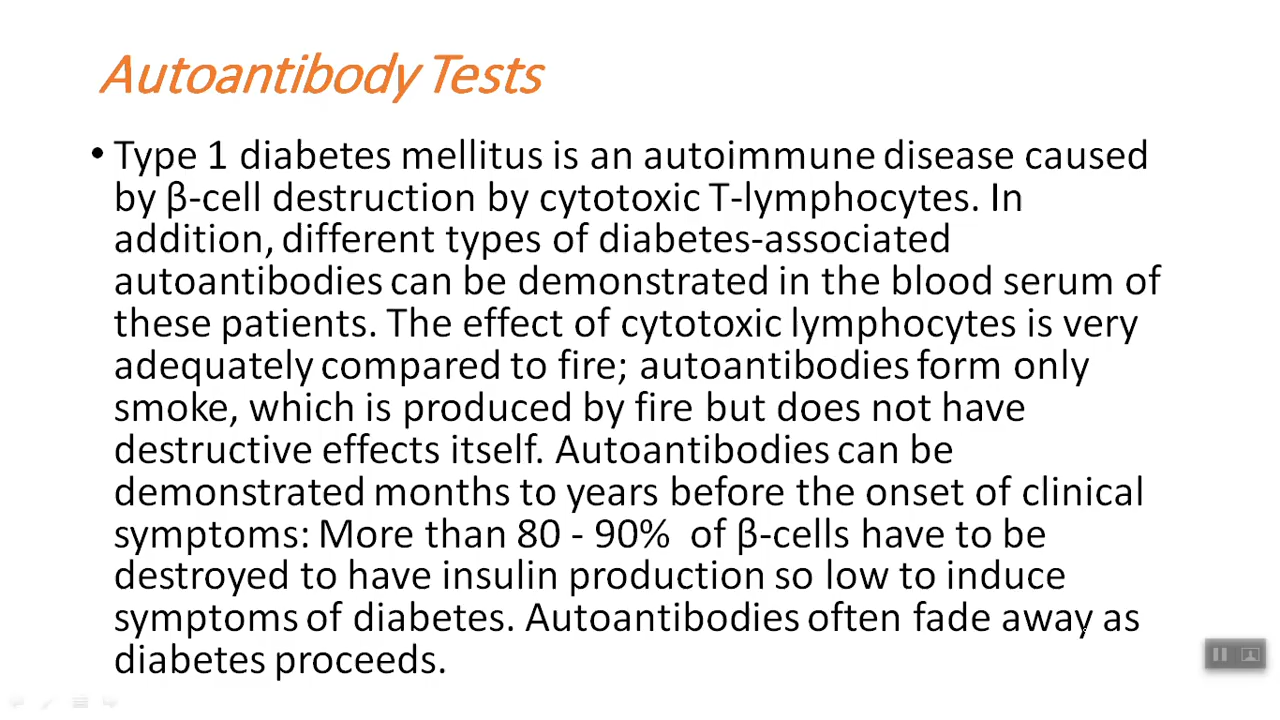 Autoantibody Tests
• Type 1 diabetes mellitus is an autoimmune disease caused
by β-cell destruction by cytotoxic T-lymphocytes. In
addition, different types of diabetes-associated
autoantibodies can be demonstrated in the blood serum of
these patients. The effect of cytotoxic lymphocytes is very
adequately compared to fire; autoantibodies form only
smoke, which is produced by fire but does not have
destructive effects itself. Autoantibodies can be
demonstrated months to years before the onset of clinical
symptoms: More than 80 - 90%  of β-cells have to be
destroyed to have insulin production so low to induce
symptoms of diabetes. Autoantibodies often fade away as
diabetes proceeds.